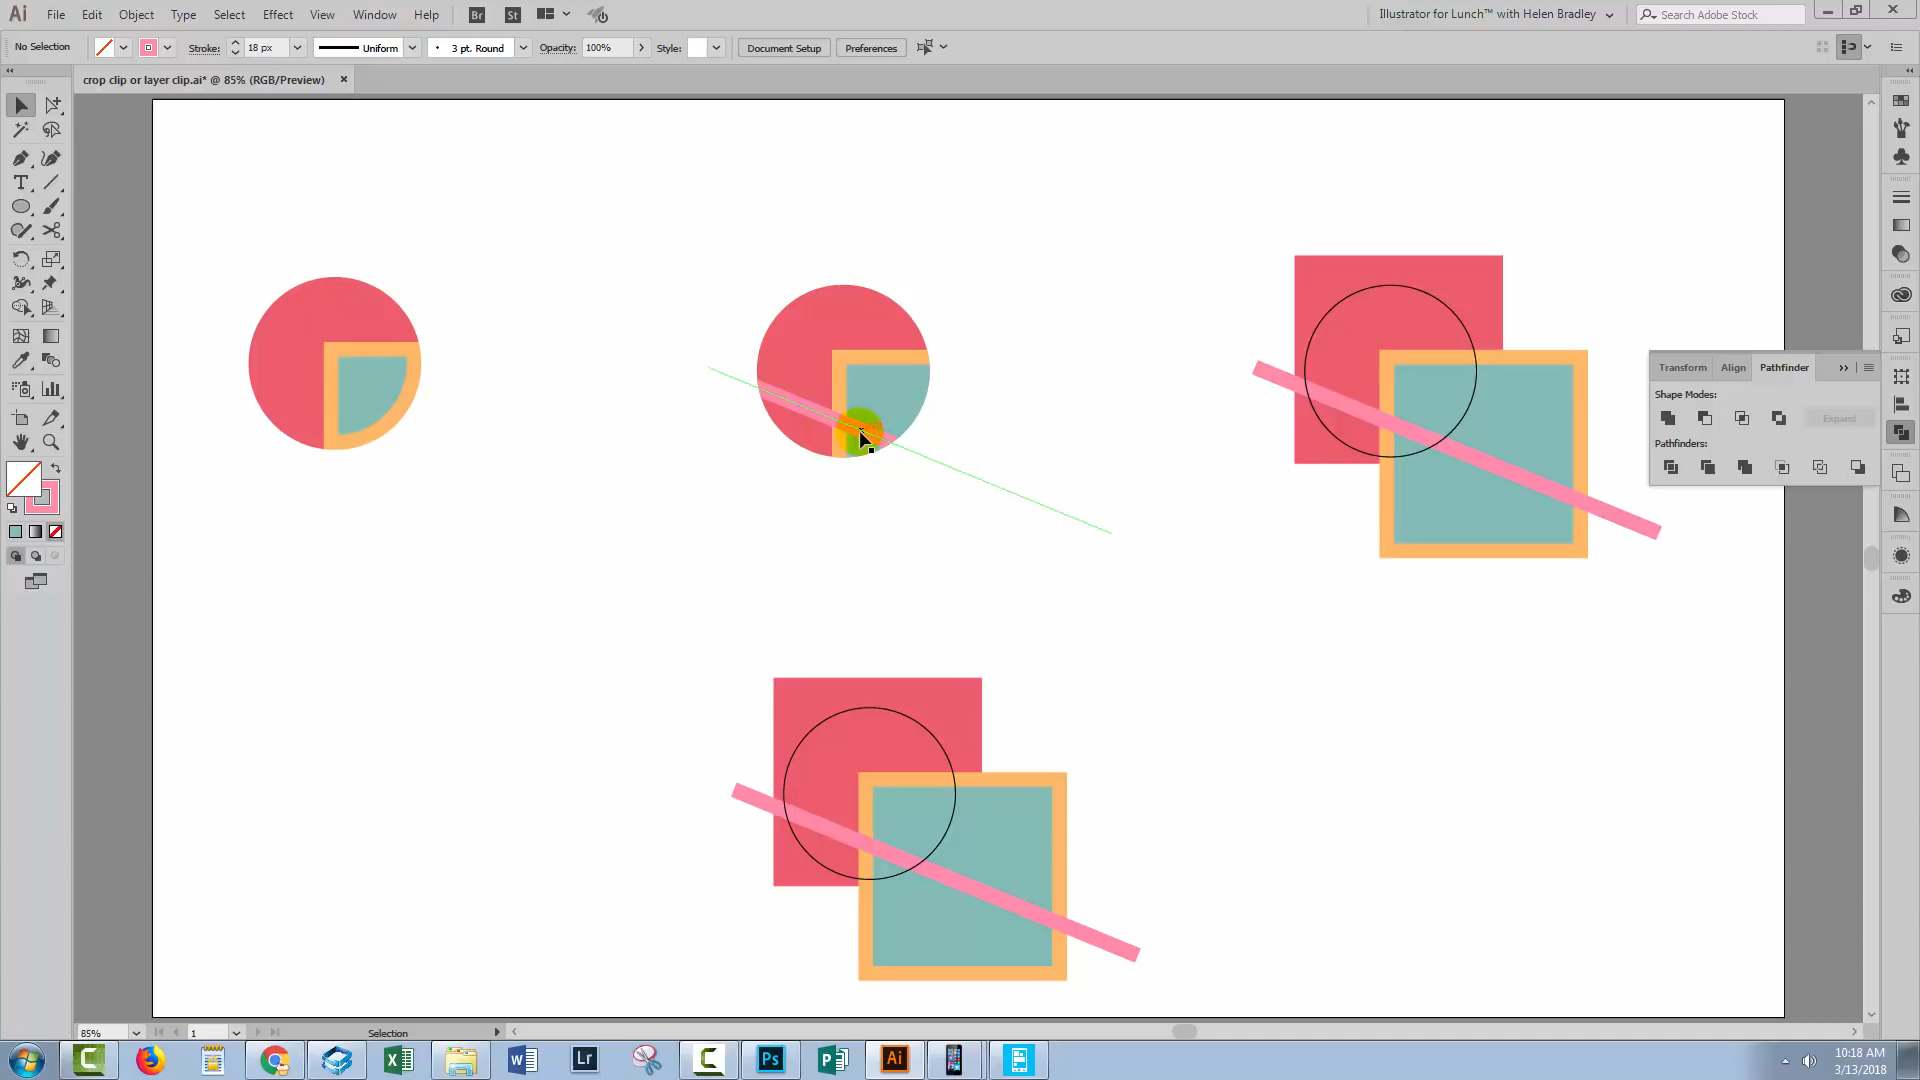 Ai File Edit Object Type Select Effect View Window Help Br St Illustrator for Lunch™ with Helen Bradley Search Adobe Stock
No Selection Stroke: 18 px Uniform 3 pt. Round Opacity: 100% Style: Document Setup Preferences
crop clip or layer clip.ai* @ 85% (RGB/Preview)
Transform Align Pathfinder
Shape Modes:
Expand
Pathfinders:
85% 1 Selection
Lr Ps Ai
10:18 AM
3/13/2018